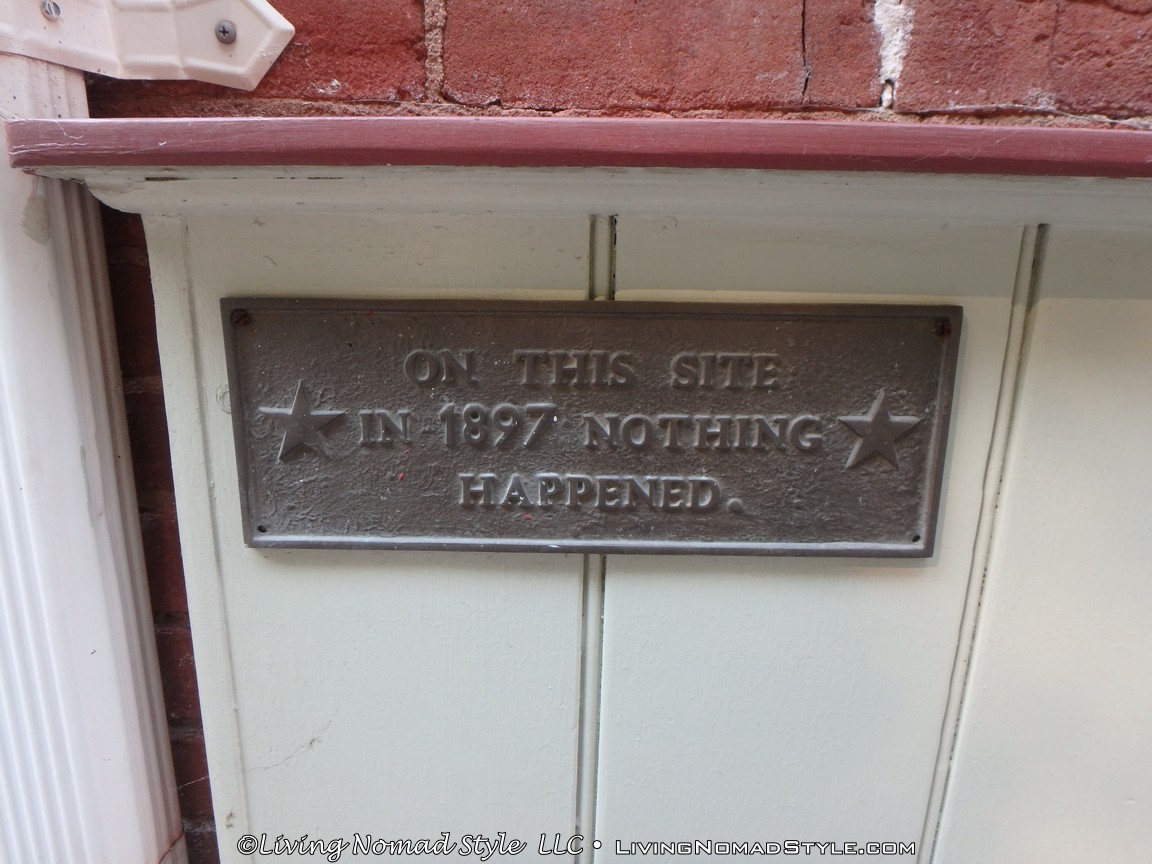 ON THIS SITE
IN 1897 NOTHING
HAPPENED.
©Living Nomad Style LLC • LivingNomadStyle.com